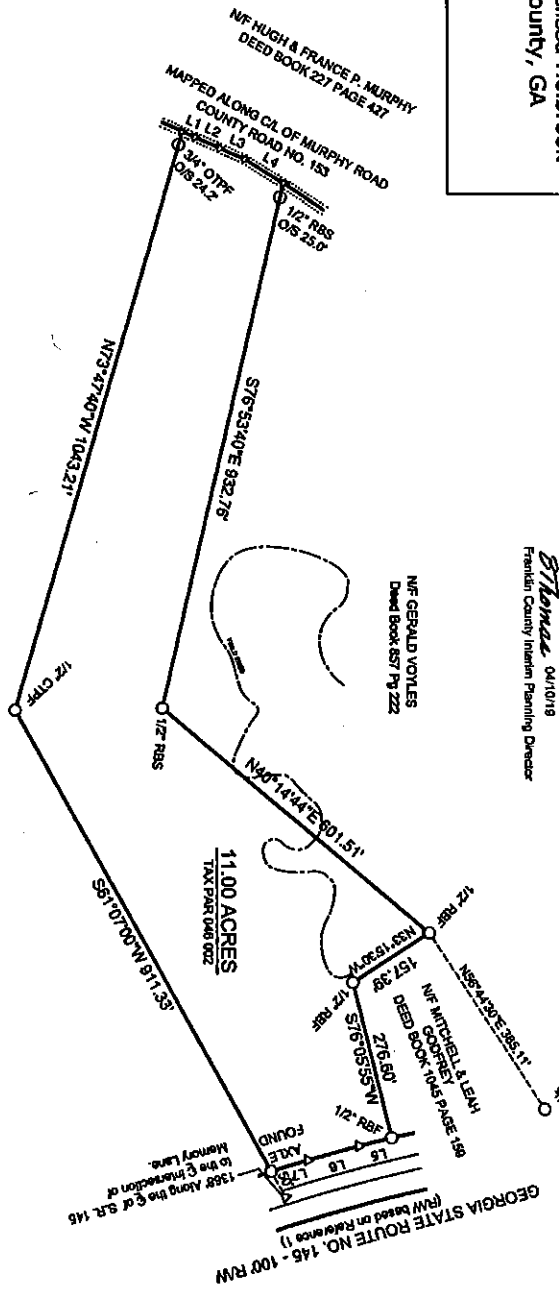 ounty, GA
BThomas 04/10/19
Franklin County Interim Planning Director
N/F HUGH & FRANCE P. MURPHY
DEED BOOK 227 PAGE 427
MAPPED ALONG C/L OF MURPHY ROAD
COUNTY ROAD NO. 153
L1 L2 L3 L4
3/4" OTPF
O/S 24.2'
1/2" RBS
O/S 25.0'
N73°47'40"W 1043.21'
S76°53'40"E 932.76'
N/F GERALD VOYLES
Deed Book 857 Pg 222
1/2" RBS
1/2" CTPF
N40°14'44"E 601.51'
11.00 ACRES
TAX PAR 046 002
1/2" RBF
N33°15'30"W
157.39'
1/2" RBF
N56°44'30"E 385.11'
N/F MITCHELL & LEAH
GODFREY
DEED BOOK 1045 PAGE 159
276.60'
S76°05'55"W
1/2" RBF
S61°07'00"W 911.33'
L5
L6
L7
AXLE
FOUND
1368' Along the ℄ of S.R. 145
to the ℄ intersection of
Memory Lane.
GEORGIA STATE ROUTE NO. 145 - 100' R/W
(R/W based on Reference 1)